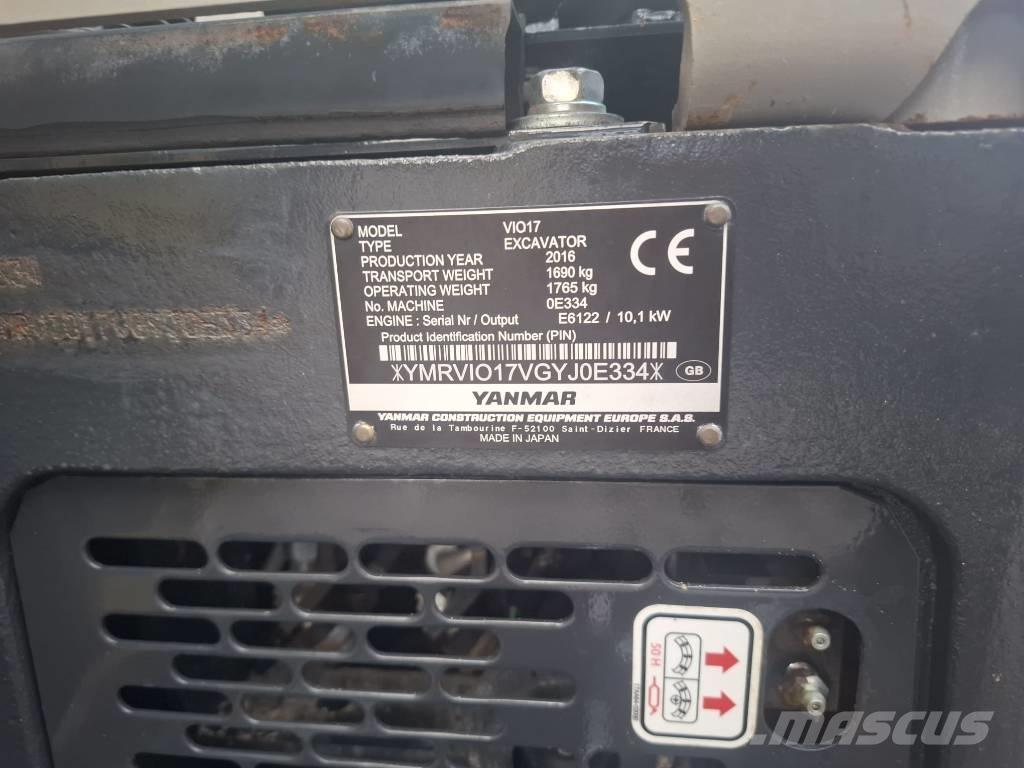 MODEL VIO17
TYPE EXCAVATOR
PRODUCTION YEAR 2016
TRANSPORT WEIGHT 1690 kg
OPERATING WEIGHT 1765 kg
No. MACHINE 0E334
ENGINE : Serial Nr / Output E6122 / 10,1 kW
Product Identification Number (PIN)
CE
YMRVIO17VGYJ0E334
GB
YANMAR
YANMAR CONSTRUCTION EQUIPMENT EUROPE S.A.S.
Rue de la Tambourine F-52100 Saint-Dizier FRANCE
MADE IN JAPAN
50 H
MASCUS